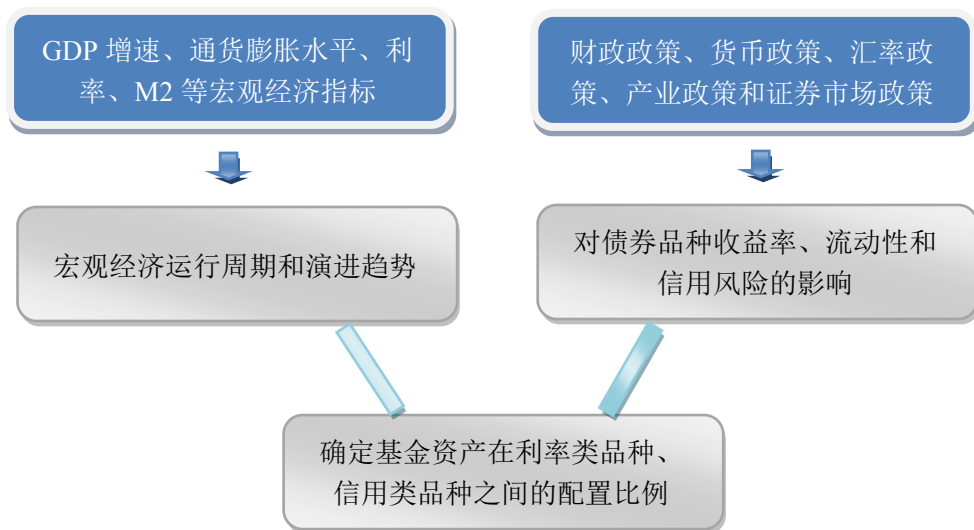 GDP 增速、通货膨胀水平、利
率、M2 等宏观经济指标
财政政策、货币政策、汇率政
策、产业政策和证券市场政策
宏观经济运行周期和演进趋势
对债券品种收益率、流动性和
信用风险的影响
确定基金资产在利率类品种、
信用类品种之间的配置比例